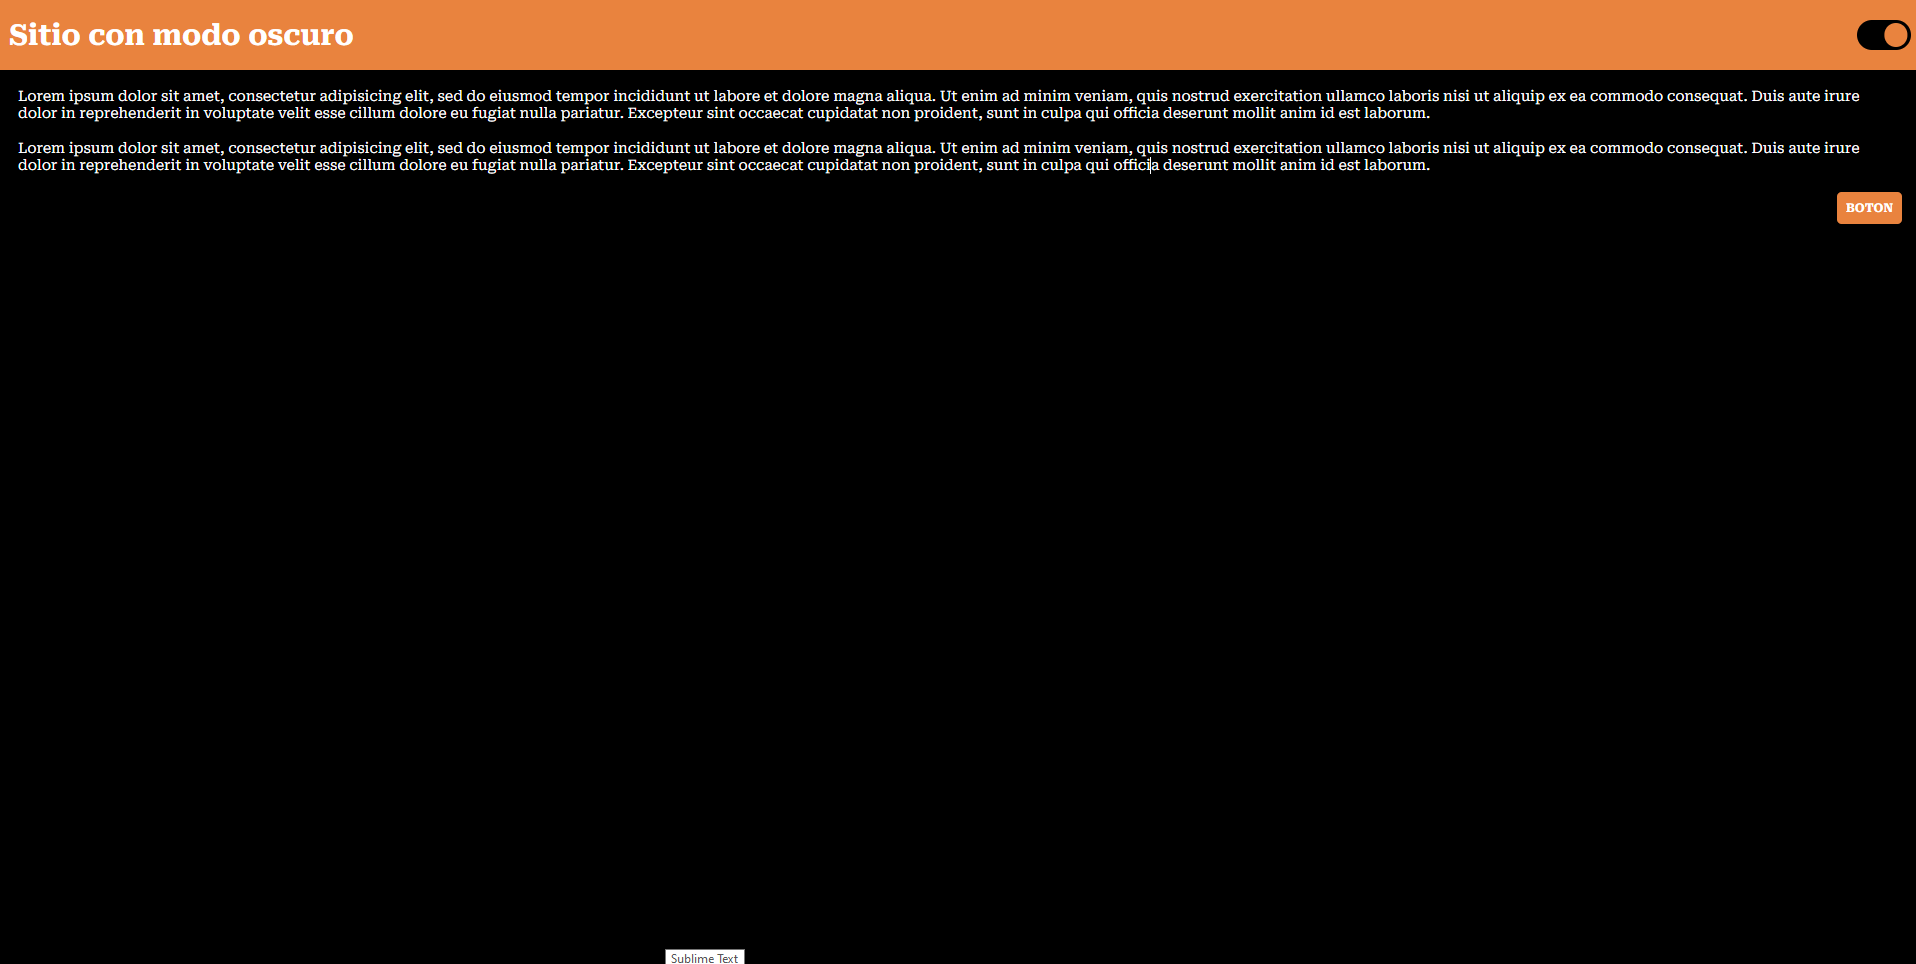 Sitio con modo oscuro
Lorem ipsum dolor sit amet, consectetur adipisicing elit, sed do eiusmod tempor incididunt ut labore et dolore magna aliqua. Ut enim ad minim veniam, quis nostrud exercitation ullamco laboris nisi ut aliquip ex ea commodo consequat. Duis aute irure
dolor in reprehenderit in voluptate velit esse cillum dolore eu fugiat nulla pariatur. Excepteur sint occaecat cupidatat non proident, sunt in culpa qui officia deserunt mollit anim id est laborum.
Lorem ipsum dolor sit amet, consectetur adipisicing elit, sed do eiusmod tempor incididunt ut labore et dolore magna aliqua. Ut enim ad minim veniam, quis nostrud exercitation ullamco laboris nisi ut aliquip ex ea commodo consequat. Duis aute irure
dolor in reprehenderit in voluptate velit esse cillum dolore eu fugiat nulla pariatur. Excepteur sint occaecat cupidatat non proident, sunt in culpa qui officia deserunt mollit anim id est laborum.
BOTON
Sublime Text